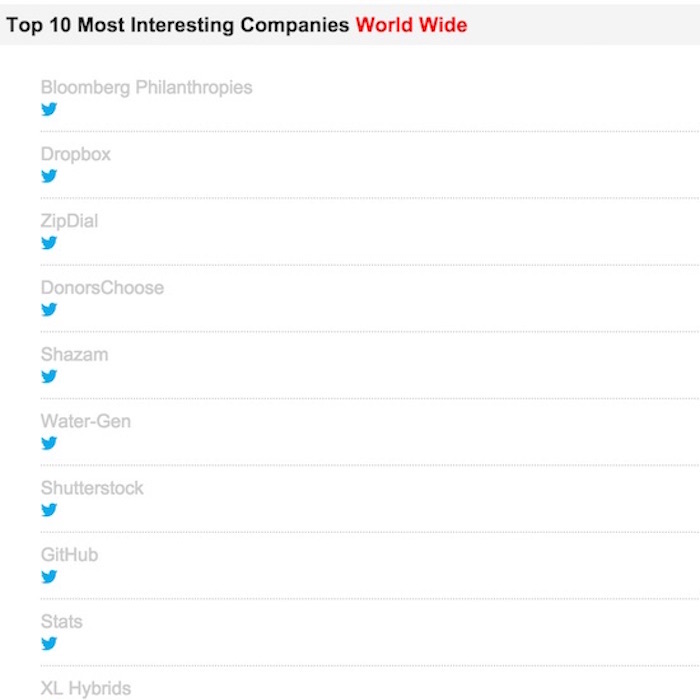 Top 10 Most Interesting Companies World Wide
Bloomberg Philanthropies
Dropbox
ZipDial
DonorsChoose
Shazam
Water-Gen
Shutterstock
GitHub
Stats
XL Hybrids